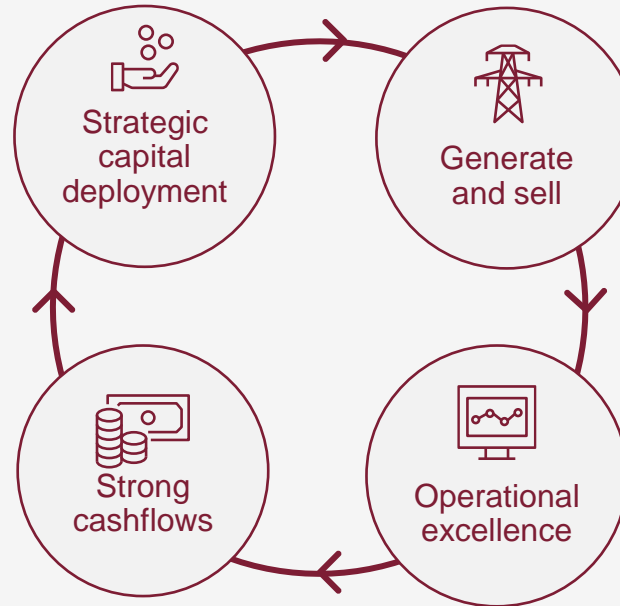 Strategic
capital
deployment
Generate
and sell
Strong
cashflows
Operational
excellence